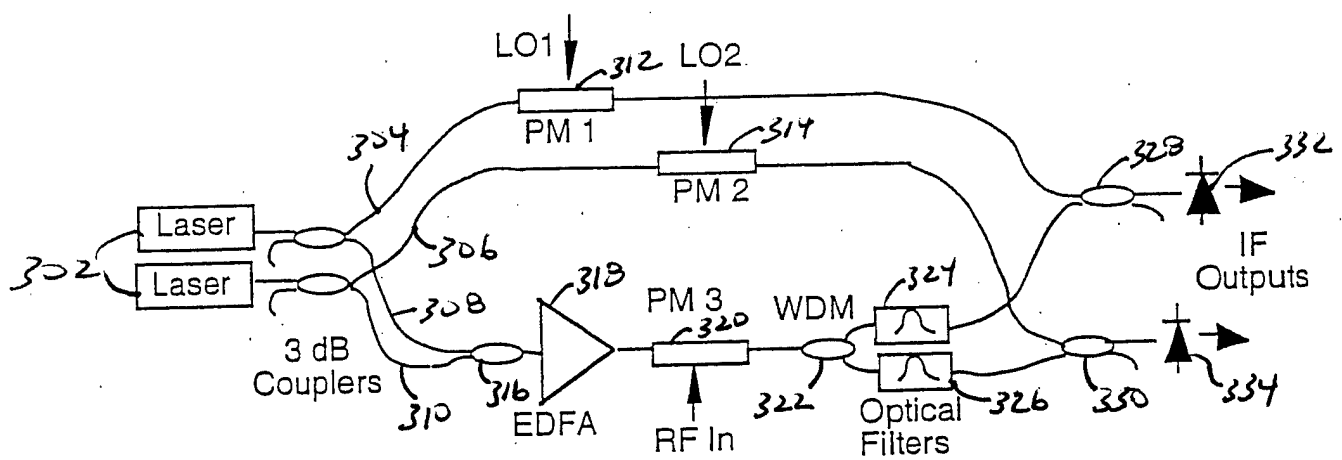 LO1
312
LO2
PM 1
314
304
PM 2
328
332
Laser
302
Laser
306
IF
Outputs
308
318
PM 3
320
WDM
324
3 dB
Couplers
310
316
EDFA
RF In
322
Optical
Filters
326
330
334